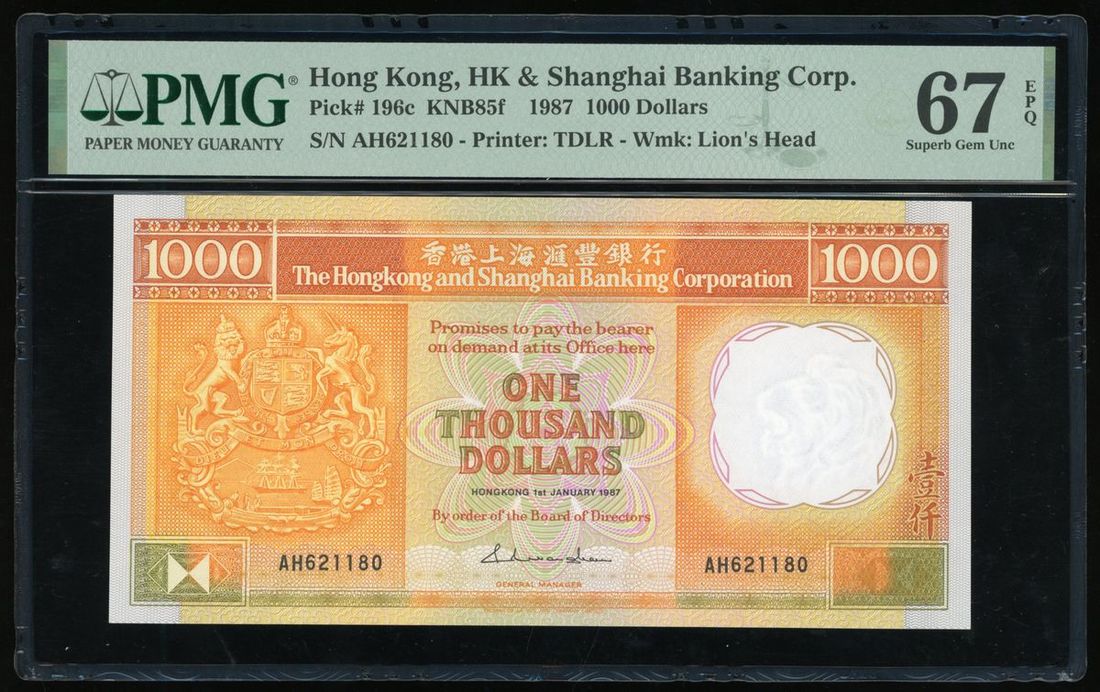 PMG®
PAPER MONEY GUARANTY
Hong Kong, HK & Shanghai Banking Corp.
Pick# 196c KNB85f 1987 1000 Dollars
S/N AH621180 - Printer: TDLR - Wmk: Lion's Head
67
EPQ
Superb Gem Unc
1000
香港上海滙豐銀行
The Hongkong and Shanghai Banking Corporation
1000
Promises to pay the bearer
on demand at its Office here
ONE
THOUSAND
DOLLARS
HONGKONG 1st JANUARY 1987
By order of the Board of Directors
壹仟
AH621180
GENERAL MANAGER
AH621180